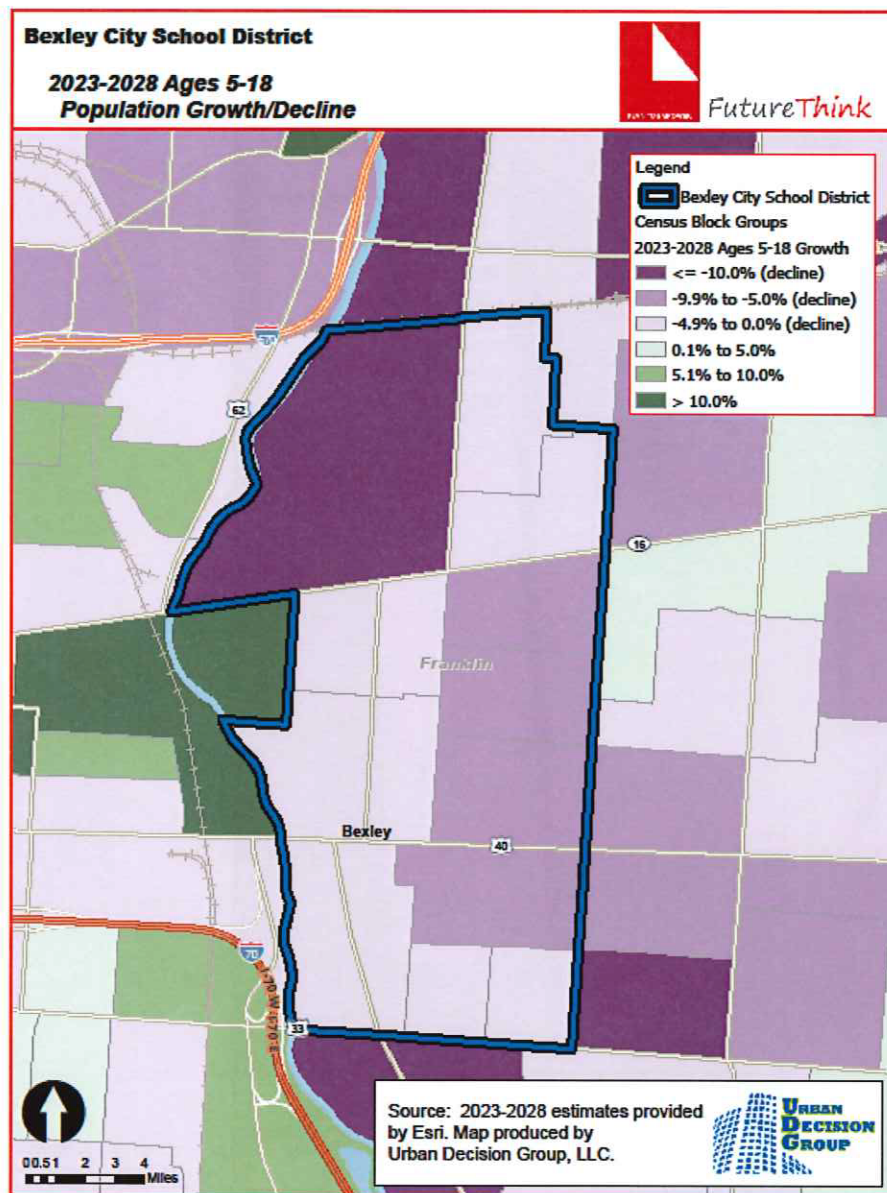 Bexley City School District
2023-2028 Ages 5-18
Population Growth/Decline
FutureThink
Legend
Bexley City School District
Census Block Groups
2023-2028 Ages 5-18 Growth
<= -10.0% (decline)
-9.9% to -5.0% (decline)
-4.9% to 0.0% (decline)
0.1% to 5.0%
5.1% to 10.0%
> 10.0%
62
16
Franklin
Bexley
40
70
I-70 W I-70 E
33
Source: 2023-2028 estimates provided
by Esri. Map produced by
Urban Decision Group, LLC.
URBAN
DECISION
GROUP
00.51 2 3 4
Miles